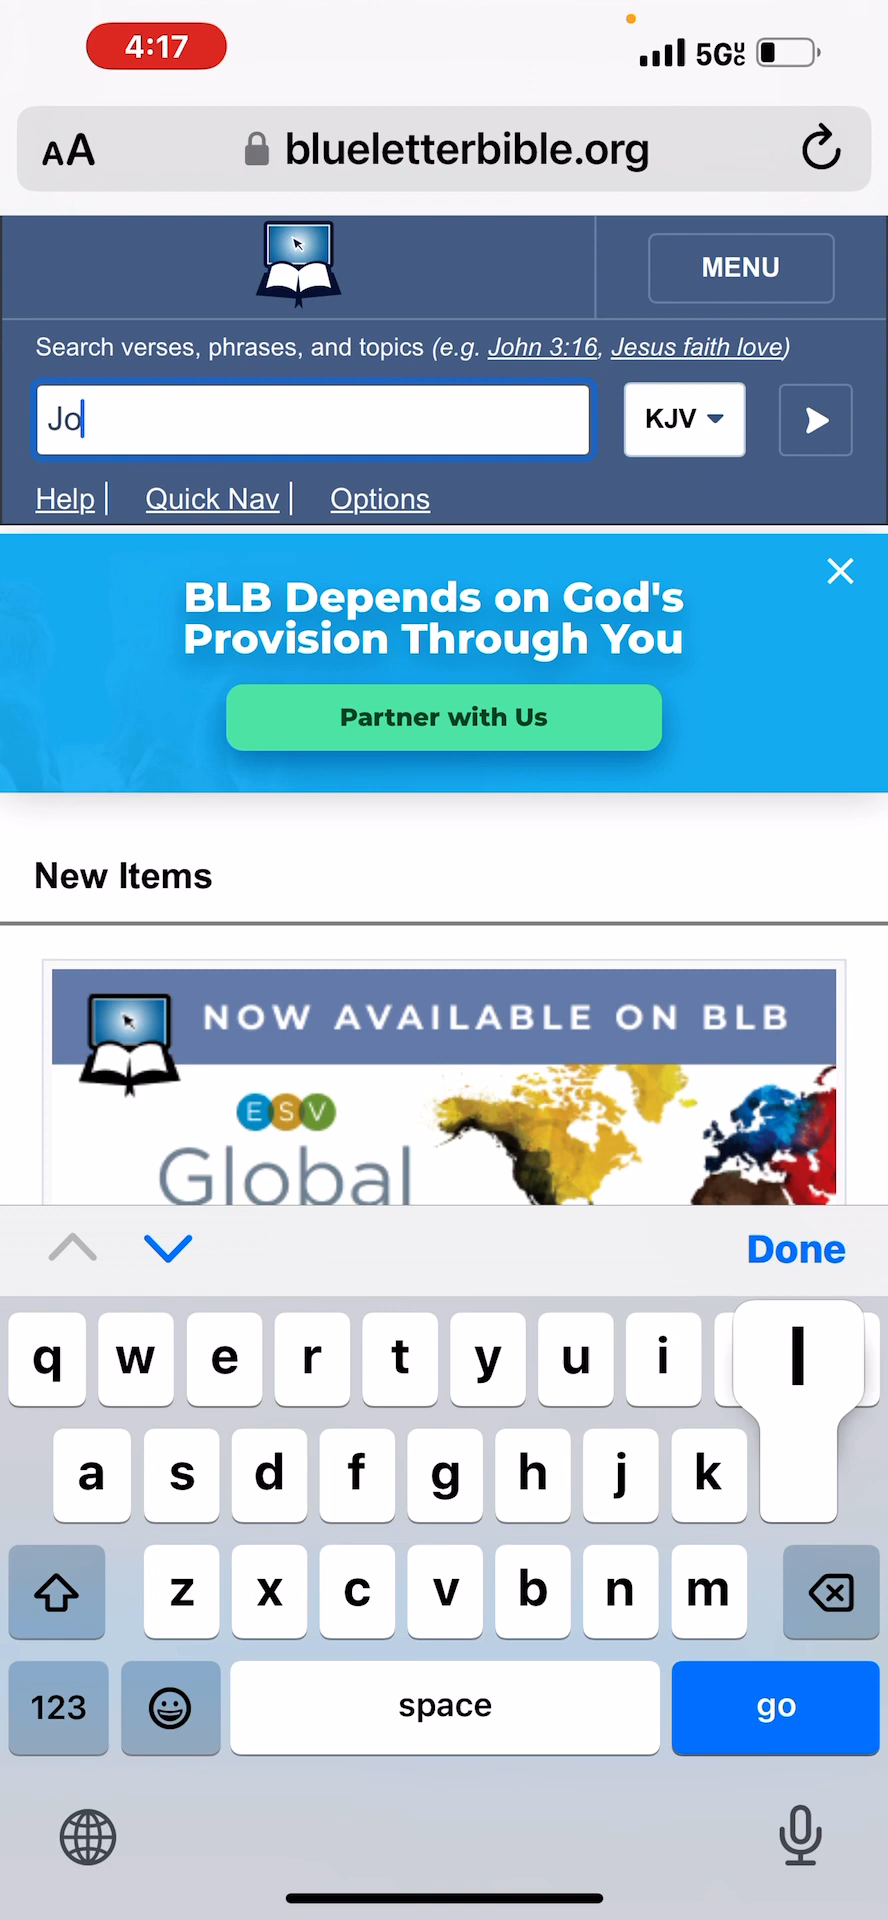 4:17
5G UC
AA
blueletterbible.org
MENU
Search verses, phrases, and topics (e.g. John 3:16, Jesus faith love)
Jo
KJV
Help | Quick Nav | Options
BLB Depends on God's
Provision Through You
Partner with Us
New Items
NOW AVAILABLE ON BLB
ESV
Global
Done
q w e r t y u i l
a s d f g h j k
z x c v b n m
123 space go